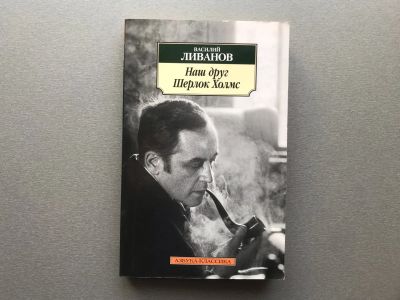 ВАСИЛИЙ
ЛИВАНОВ
Наш друг
Шерлок Холмс
АЗБУКА-КЛАССИКА